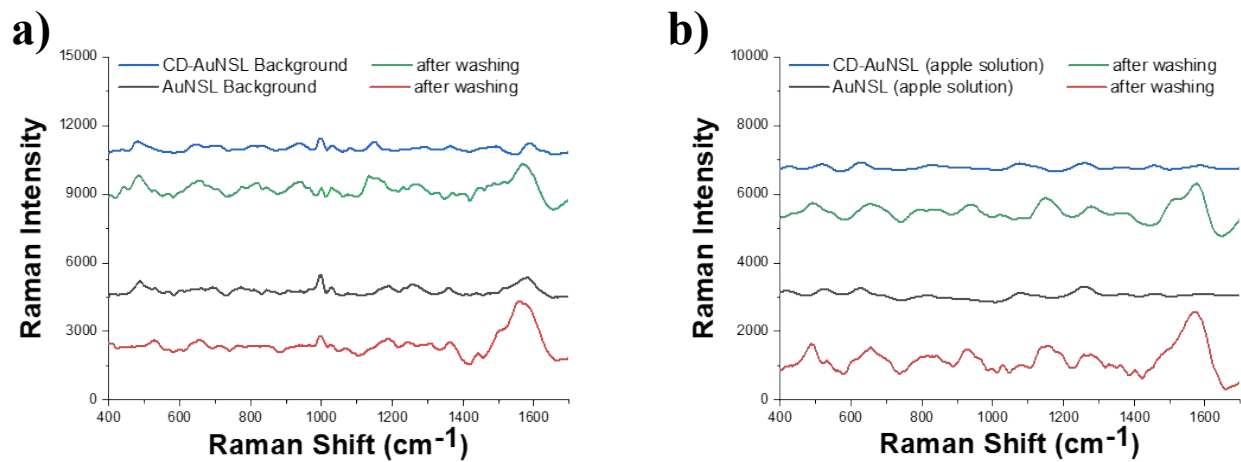 a)
15000
12000
9000
6000
3000
0
Raman Intensity
CD-AuNSL Background
after washing
AuNSL Background
after washing
400
600
800
1000
1200
1400
1600
Raman Shift (cm-1)
b)
10000
8000
6000
4000
2000
0
Raman Intensity
CD-AuNSL (apple solution)
after washing
AuNSL (apple solution)
after washing
400
600
800
1000
1200
1400
1600
Raman Shift (cm-1)